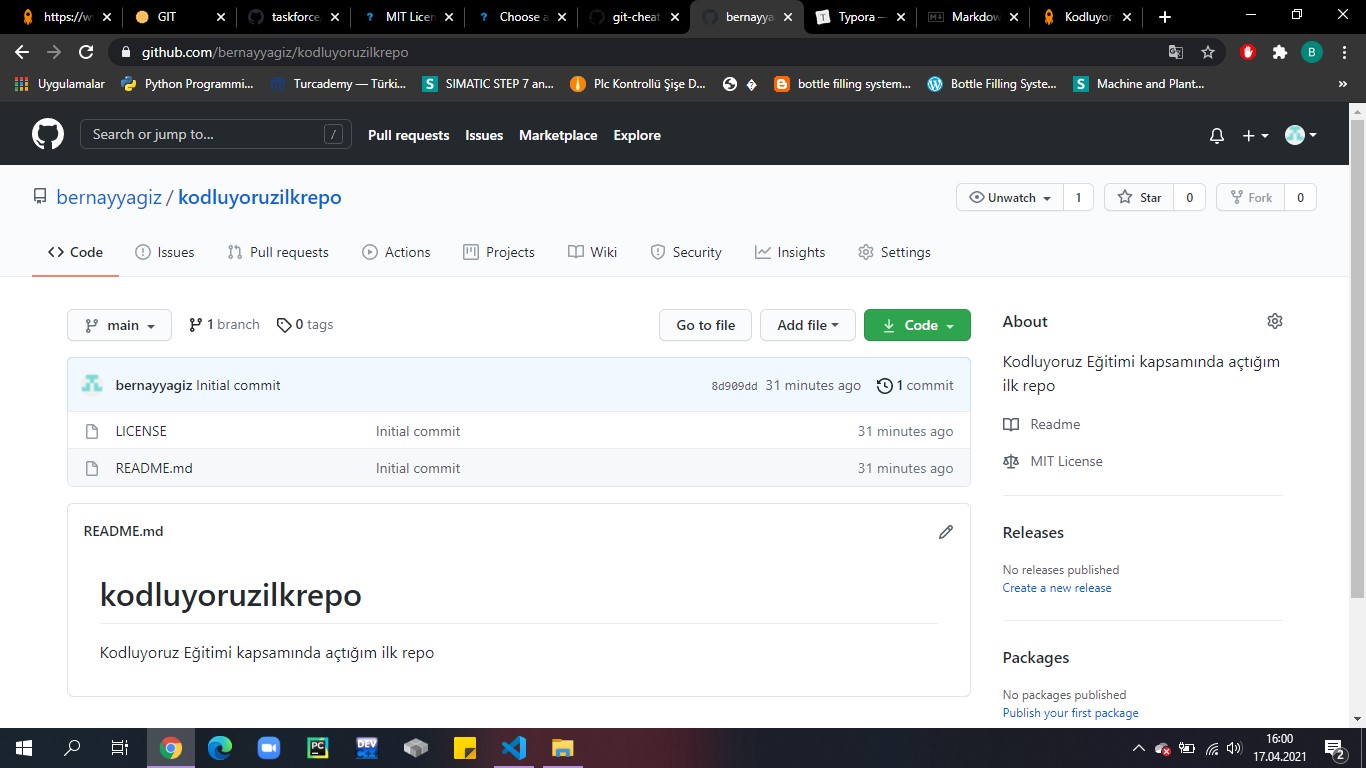 https://w
GIT
taskforce
MIT Licen
Choose a
git-cheat
bernayya
Typora —
Markdow
Kodluyor
github.com/bernayyagiz/kodluyoruzilkrepo
B
Uygulamalar
Python Programmi...
Turcademy — Türki...
SIMATIC STEP 7 an...
Plc Kontrollü Şişe D...
bottle filling system...
Bottle Filling Syste...
Machine and Plant...
Search or jump to...
/
Pull requests
Issues
Marketplace
Explore
bernayyagiz / kodluyoruzilkrepo
Unwatch 1
Star 0
Fork 0
Code
Issues
Pull requests
Actions
Projects
Wiki
Security
Insights
Settings
main
1 branch
0 tags
Go to file
Add file
Code
bernayyagiz Initial commit
8d909dd 31 minutes ago
1 commit
LICENSE Initial commit 31 minutes ago
README.md Initial commit 31 minutes ago
README.md
kodluyoruzilkrepo
Kodluyoruz Eğitimi kapsamında açtığım ilk repo
About
Kodluyoruz Eğitimi kapsamında açtığım
ilk repo
Readme
MIT License
Releases
No releases published
Create a new release
Packages
No packages published
Publish your first package
PC
DEV
16:00
17.04.2021
2